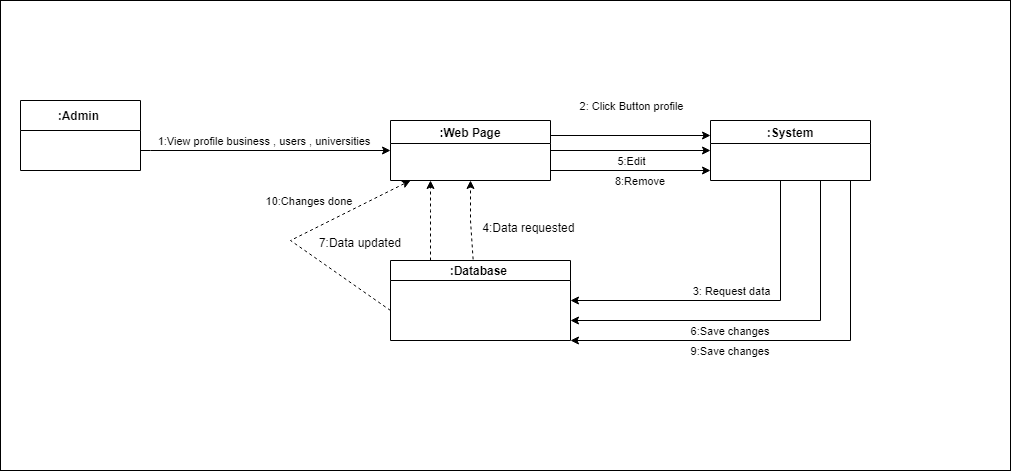 2: Click Button profile
:Admin
:Web Page
:System
1:View profile business , users , universities
5:Edit
8:Remove
10:Changes done
4:Data requested
7:Data updated
:Database
3: Request data
6:Save changes
9:Save changes